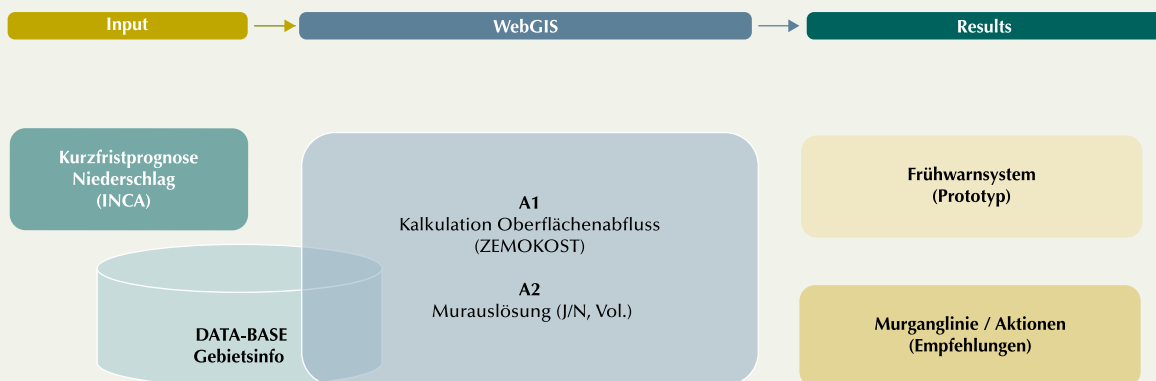 Input
WebGIS
Results
Kurzfristprognose
Niederschlag
(INCA)
DATA-BASE
Gebietsinfo
A1
Kalkulation Oberflächenabfluss
(ZEMOKOST)
A2
Murauslösung (J/N, Vol.)
Frühwarnsystem
(Prototyp)
Murganglinie / Aktionen
(Empfehlungen)